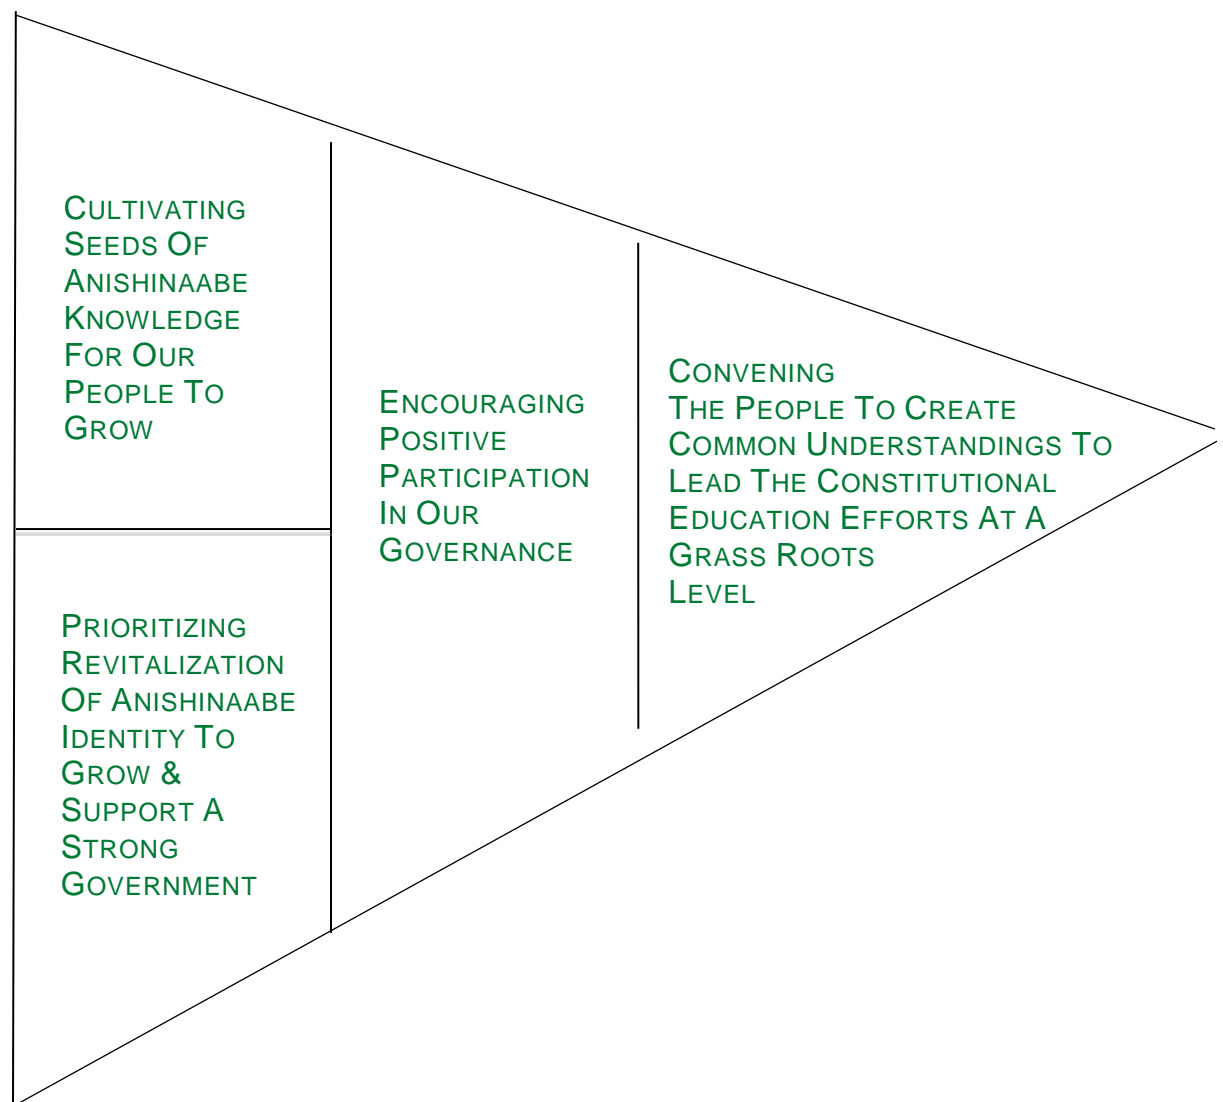 CULTIVATING
SEEDS OF
ANISHINAABE
KNOWLEDGE
FOR OUR
PEOPLE TO
GROW
PRIORITIZING
REVITALIZATION
OF ANISHINAABE
IDENTITY TO
GROW &
SUPPORT A
STRONG
GOVERNMENT
ENCOURAGING
POSITIVE
PARTICIPATION
IN OUR
GOVERNANCE
CONVENING
THE PEOPLE TO CREATE
COMMON UNDERSTANDINGS TO
LEAD THE CONSTITUTIONAL
EDUCATION EFFORTS AT A
GRASS ROOTS
LEVEL